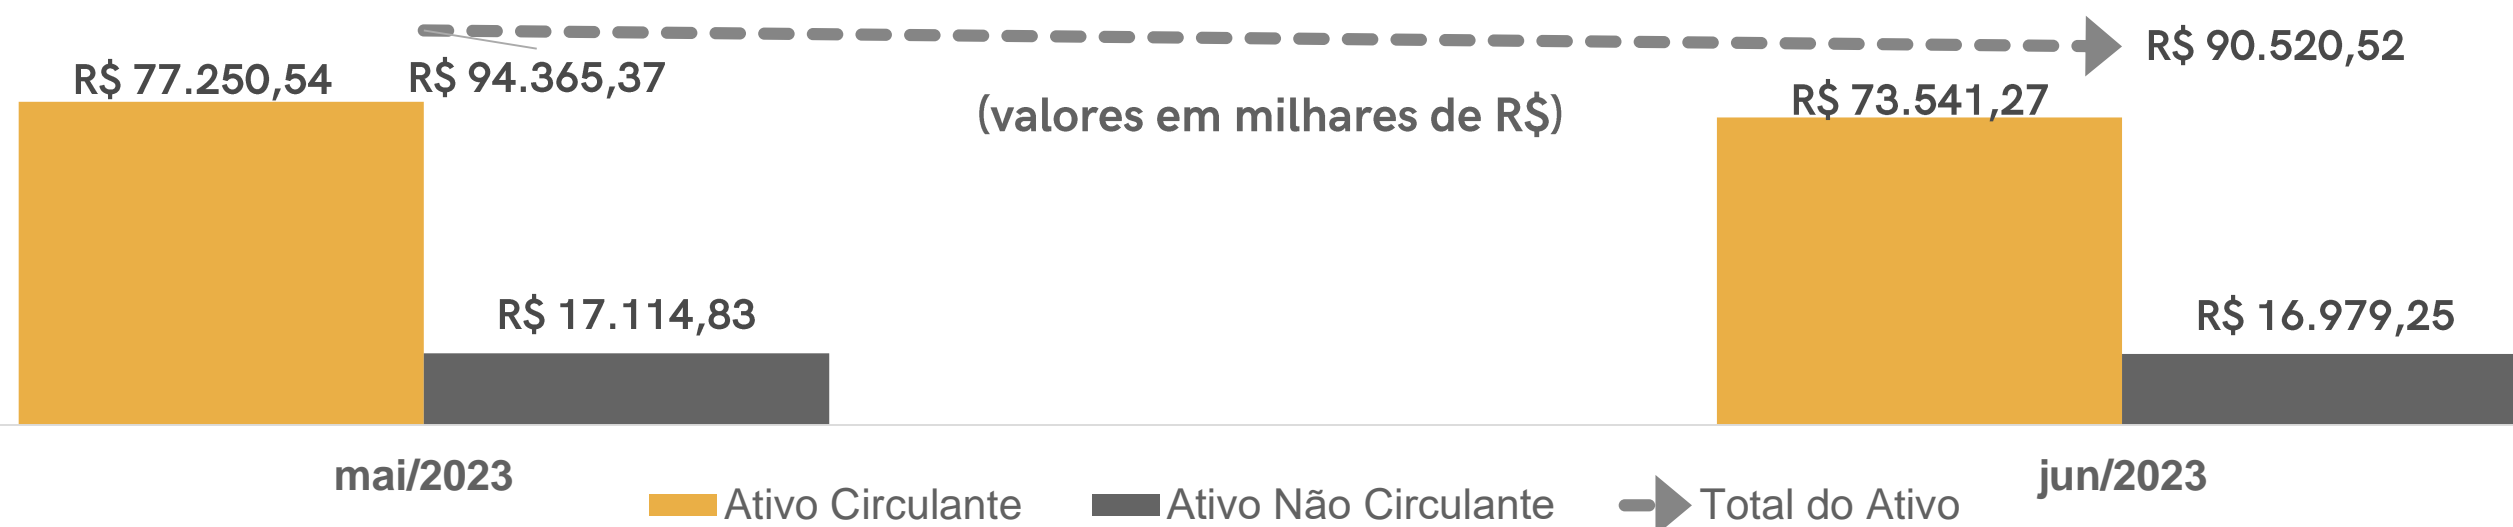 R$ 77.250,54
R$ 94.365,37
(valores em milhares de R$)
R$ 90.520,52
R$ 73.541,27
R$ 17.114,83
R$ 16.979,25
mai/2023
jun/2023
Ativo Circulante
Ativo Não Circulante
Total do Ativo